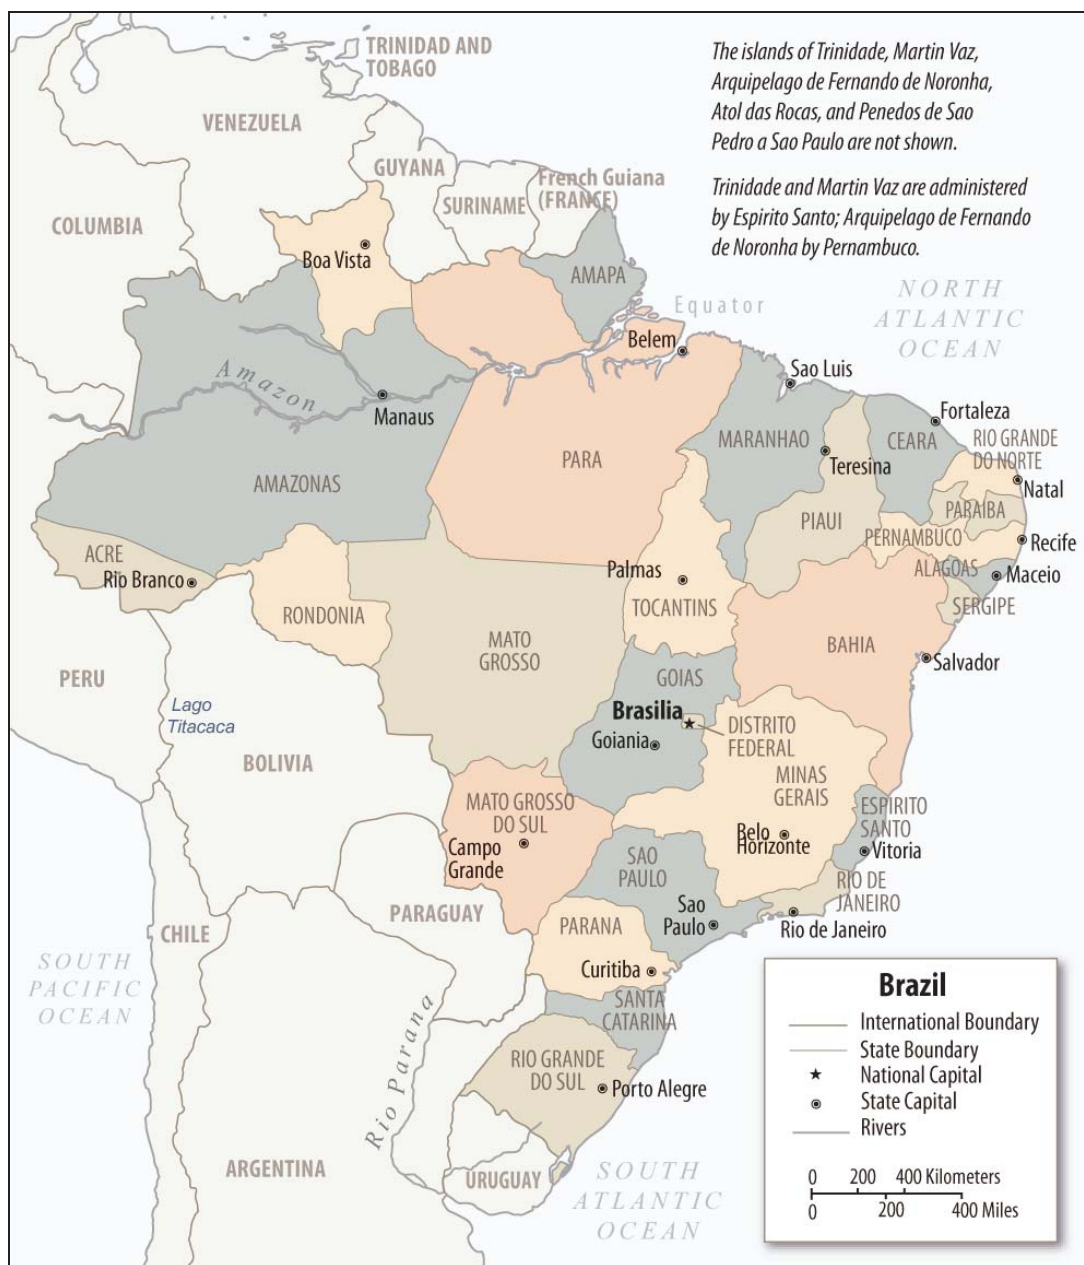 TRINIDAD AND
TOBAGO
The islands of Trinidade, Martin Vaz,
Arquipelago de Fernando de Noronha,
Atol das Rocas, and Penedos de Sao
Pedro a Sao Paulo are not shown.
Trinidade and Martin Vaz are administered
by Espirito Santo; Arquipelago de Fernando
de Noronha by Pernambuco.
VENEZUELA
GUYANA
SURINAME
French Guiana
(FRANCE)
COLUMBIA
Boa Vista
AMAPA
Equator
NORTH
ATLANTIC
OCEAN
Belem
Sao Luis
Amazon
Manaus
Fortaleza
MARANHAO
CEARA
RIO GRANDE
DO NORTE
PARA
Teresina
AMAZONAS
Natal
PARAIBA
PIAUI
PERNAMBUCO
Recife
ACRE
Rio Branco
Palmas
ALAGOAS
Maceio
RONDONIA
TOCANTINS
SERGIPE
MATO
GROSSO
BAHIA
Salvador
PERU
GOIAS
Lago
Titacaca
Brasilia
DISTRITO
FEDERAL
Goiania
BOLIVIA
MINAS
GERAIS
MATO GROSSO
DO SUL
ESPIRITO
SANTO
Belo
Horizonte
Vitoria
Campo
Grande
SAO
PAULO
RIO DE
JANEIRO
PARAGUAY
Sao
Paulo
CHILE
PARANA
Rio de Janeiro
SOUTH
PACIFIC
OCEAN
Curitiba
SANTA
CATARINA
Rio Parana
RIO GRANDE
DO SUL
Porto Alegre
ARGENTINA
URUGUAY
SOUTH
ATLANTIC
OCEAN
Brazil
International Boundary
State Boundary
National Capital
State Capital
Rivers
0 200 400 Kilometers
0 200 400 Miles